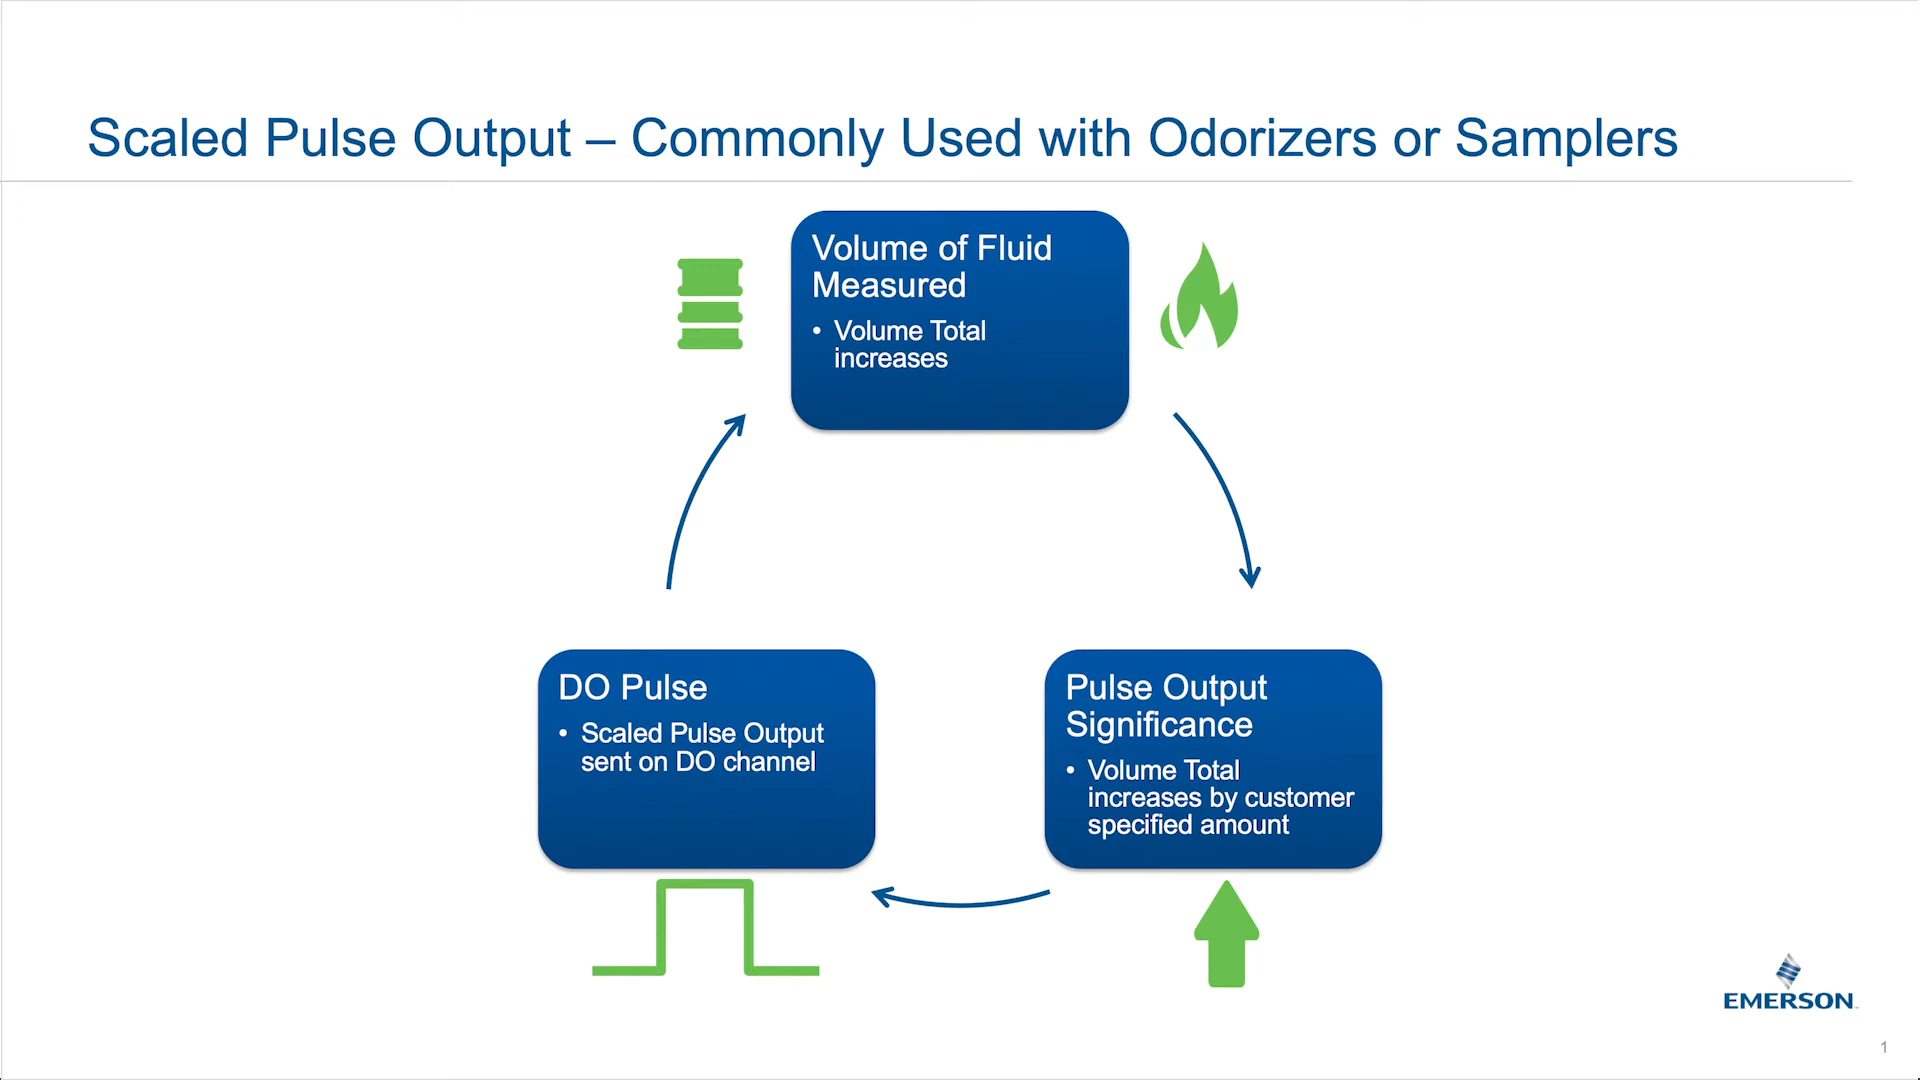 Scaled Pulse Output – Commonly Used with Odorizers or Samplers
Volume of Fluid
Measured
• Volume Total
increases
DO Pulse
• Scaled Pulse Output
sent on DO channel
Pulse Output
Significance
• Volume Total
increases by customer
specified amount
EMERSON
1